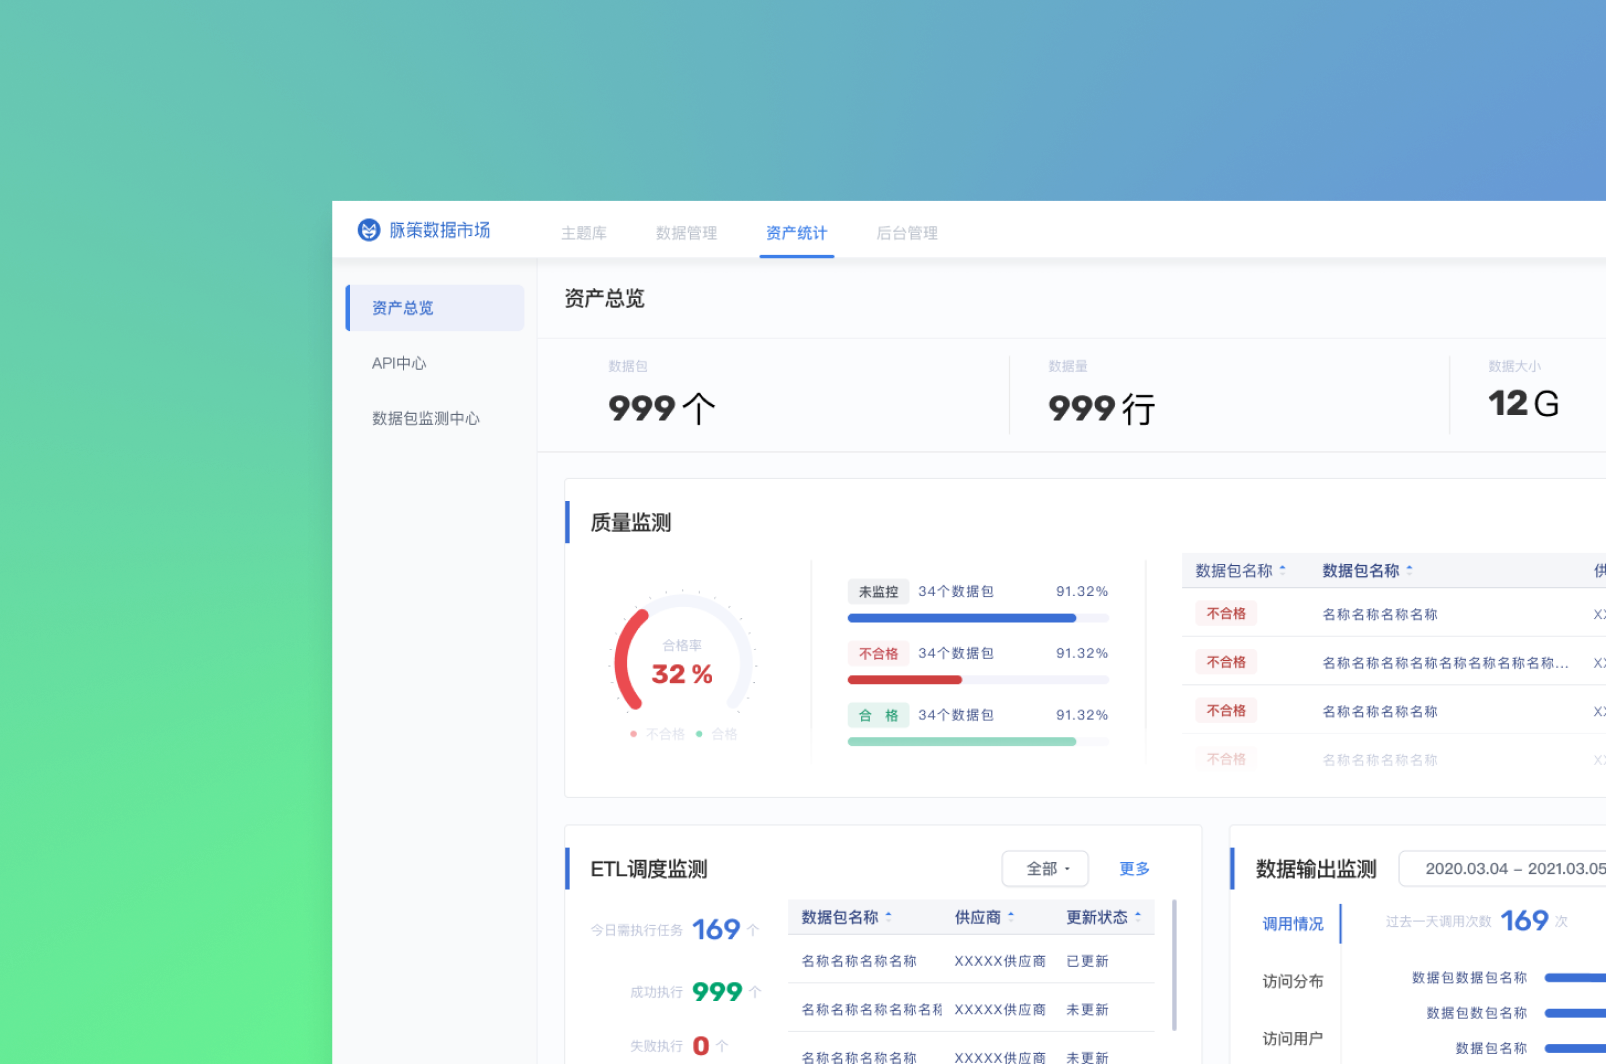 脉策数据市场
主题库 数据管理 资产统计 后台管理
资产总览
API中心
数据包监测中心
资产总览
数据包 数据量 数据大小
999个 999行 12G
质量监测
合格率
32%
不合格 合格
未监控 34个数据包 91.32%
不合格 34个数据包 91.32%
合 格 34个数据包 91.32%
数据包名称 数据包名称 供
不合格 名称名称名称名称 XX
不合格 名称名称名称名称名称名称名称名称... XX
不合格 名称名称名称名称 XX
不合格 名称名称名称名称 XX
ETL调度监测 全部 更多
今日需执行任务 169 个
成功执行 999 个
失败执行 0 个
数据包名称 供应商 更新状态
名称名称名称名称 XXXXX供应商 已更新
名称名称名称名称名称 XXXXX供应商 未更新
名称名称名称名称 XXXXX供应商 未更新
数据输出监测 2020.03.04 – 2021.03.05
调用情况
访问分布
访问用户
过去一天调用次数 169 次
数据包数据包名称
数据包数包名称
数据包名称